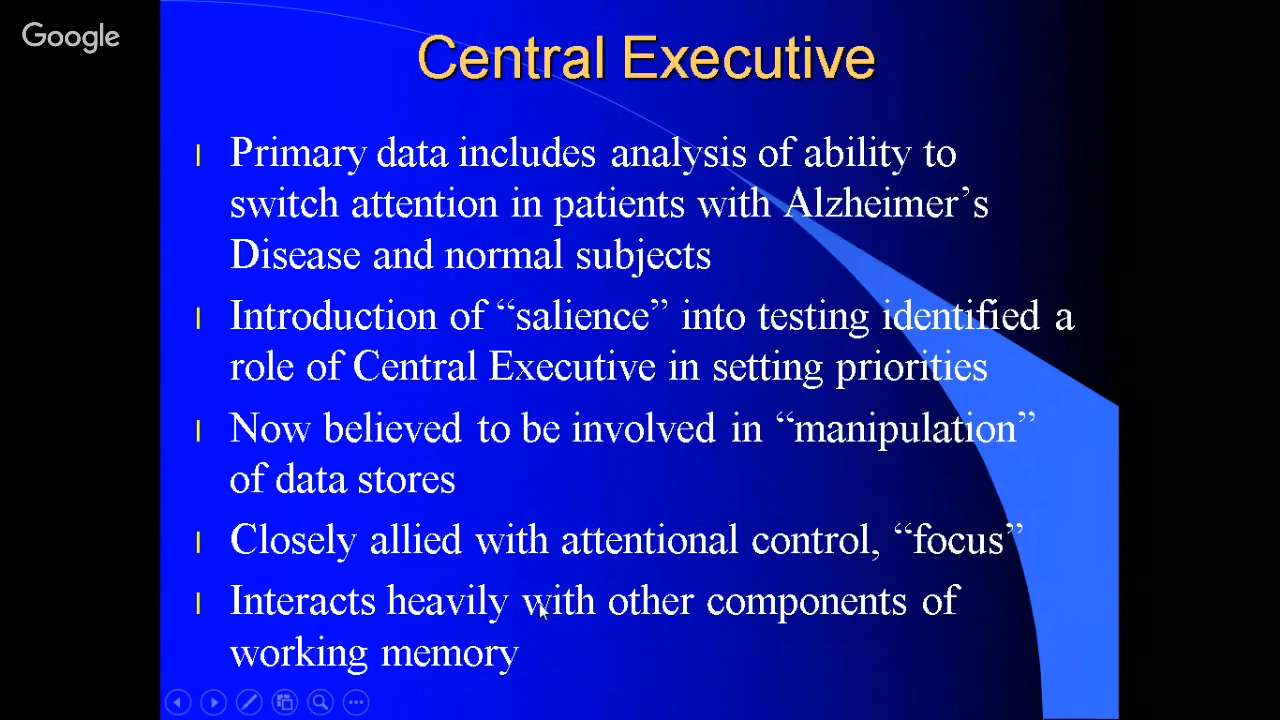 Google
Central Executive
Primary data includes analysis of ability to
switch attention in patients with Alzheimer’s
Disease and normal subjects
Introduction of “salience” into testing identified a
role of Central Executive in setting priorities
Now believed to be involved in “manipulation”
of data stores
Closely allied with attentional control, “focus”
Interacts heavily with other components of
working memory